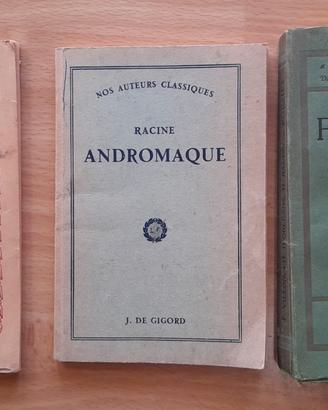 NOS AUTEURS CLASSIQUES
RACINE
ANDROMAQUE
J. DE GIGORD